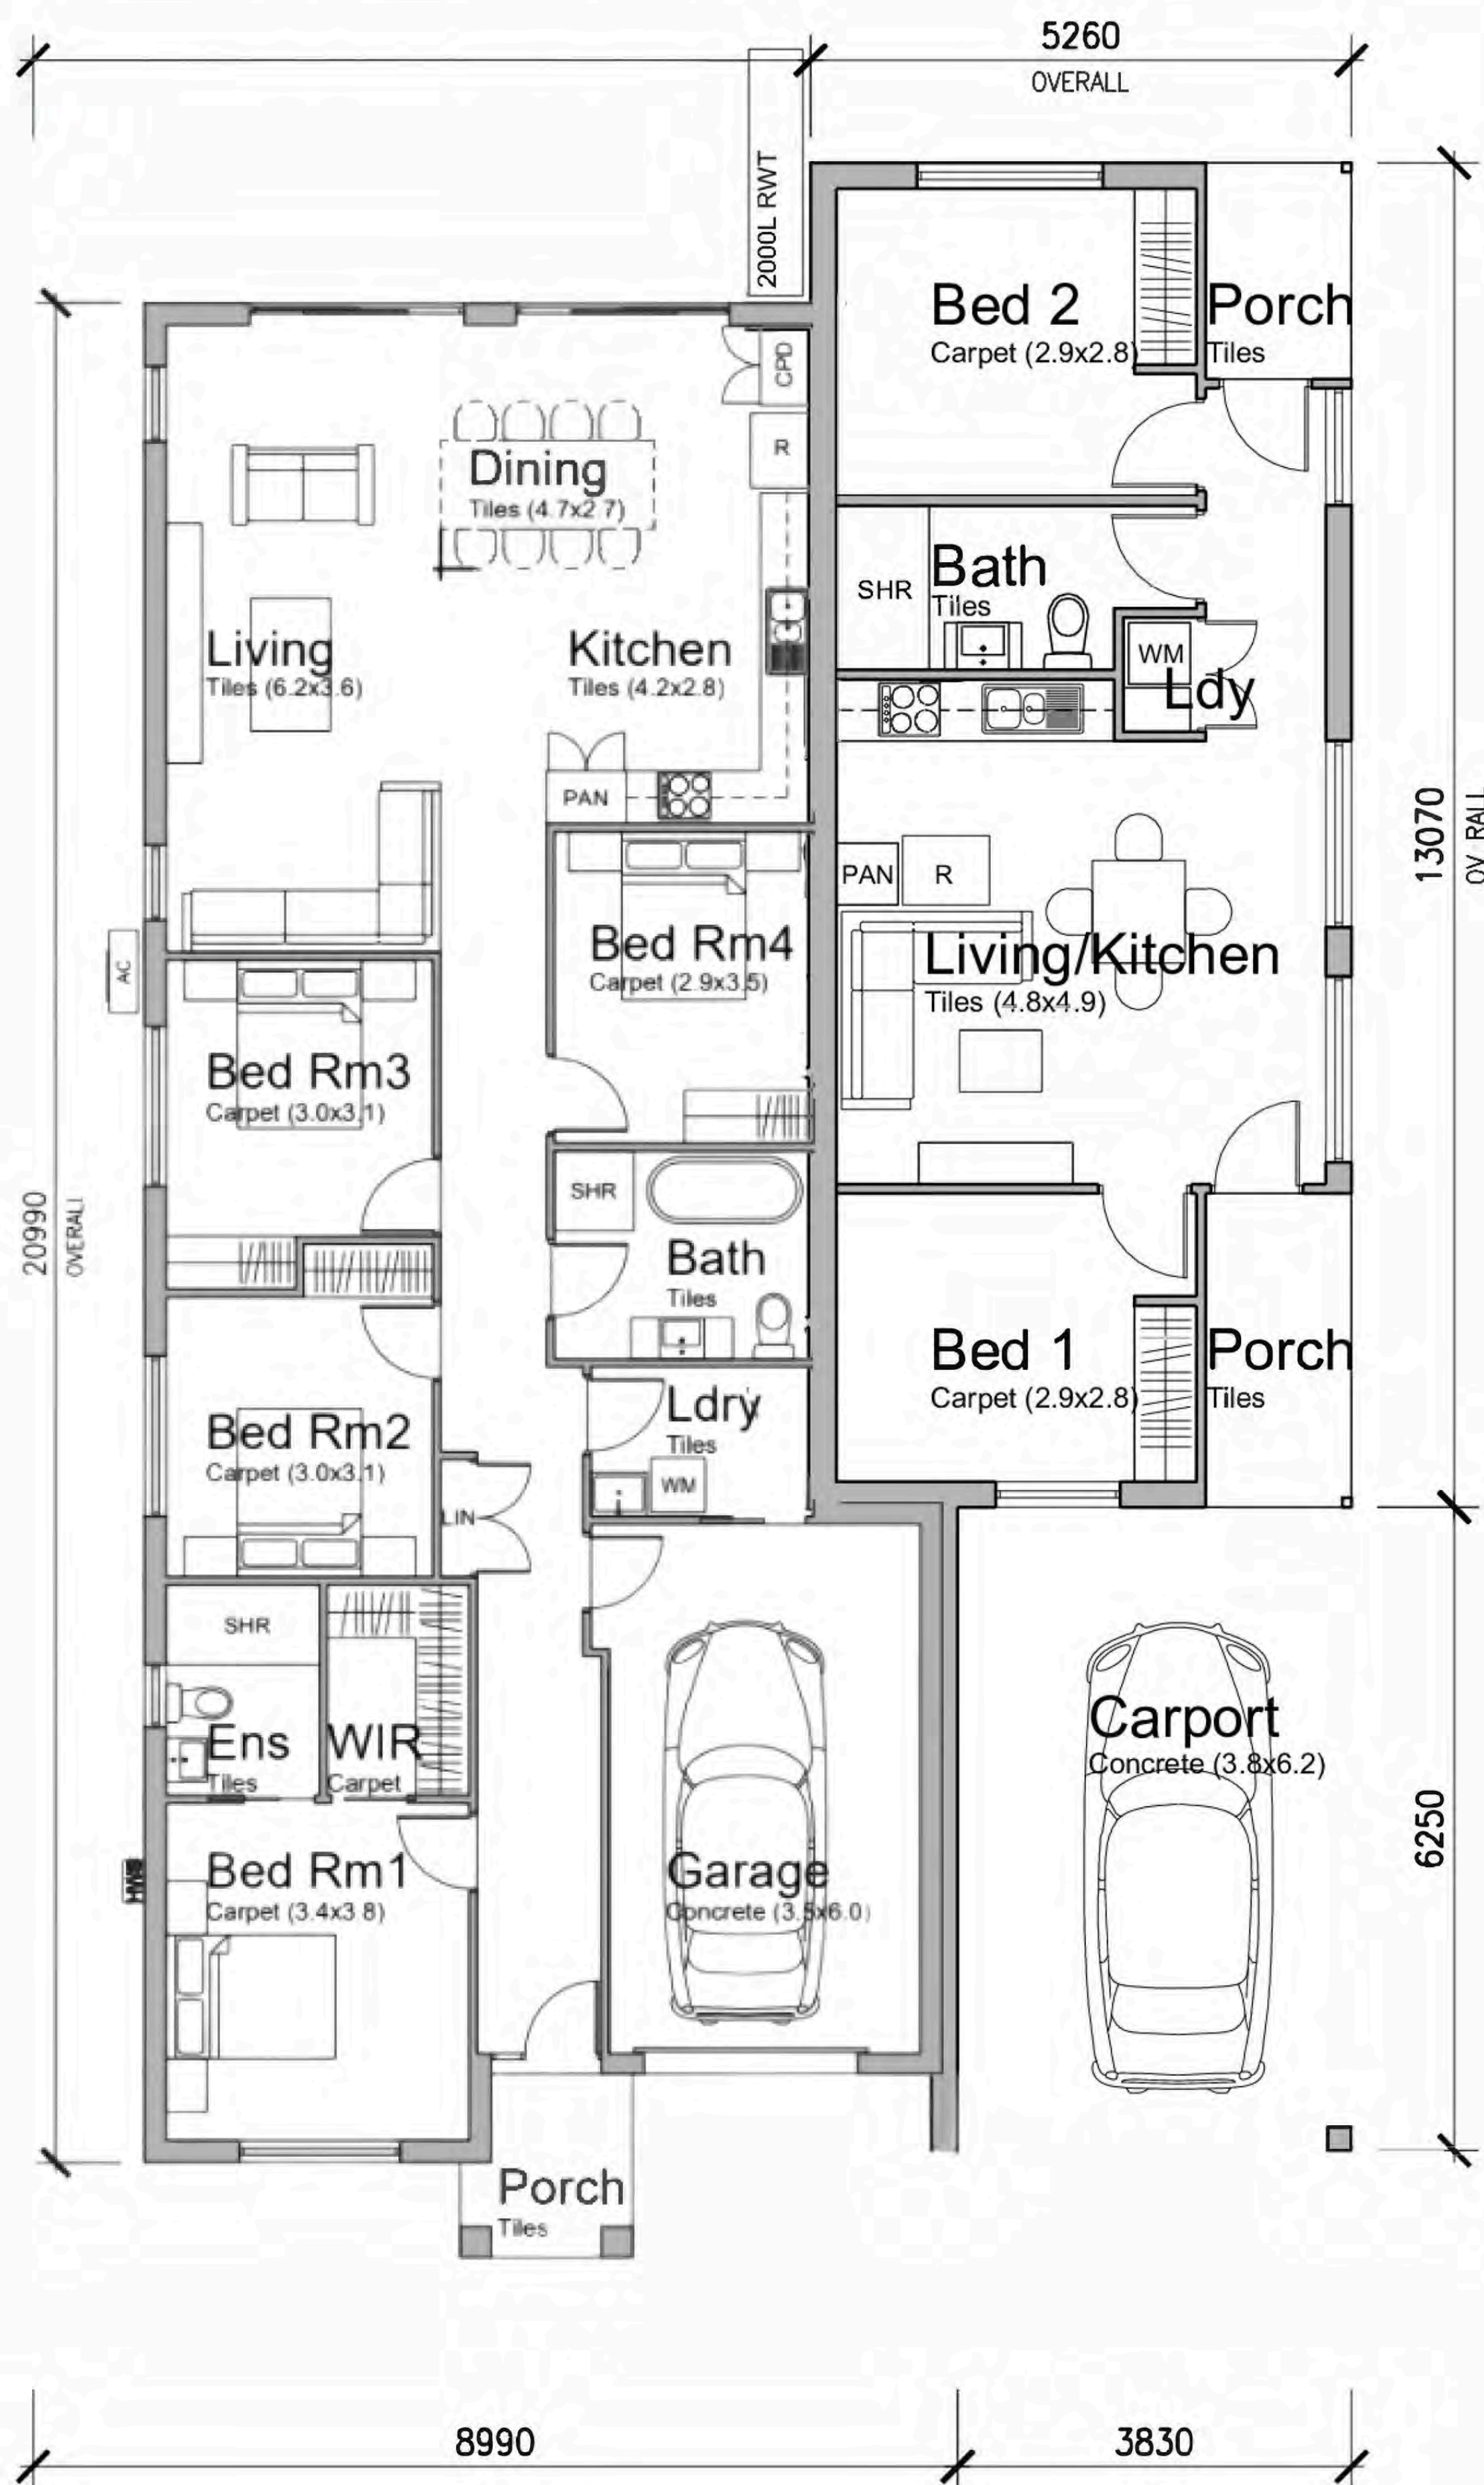 5260
OVERALL
2000L RWT
Bed 2
Carpet (2.9x2.8)
Porch
Tiles
CPD
R
Dining
Tiles (4.7x2 7)
Bath
Tiles
SHR
WM
Ldy
Living
Tiles (6.2x3.6)
Kitchen
Tiles (4.2x2.8)
PAN
PAN
R
13070
OV RALL
Bed Rm4
Carpet (2.9x3.5)
Living/Kitchen
Tiles (4.8x4.9)
AC
Bed Rm3
Carpet (3.0x3.1)
20990
OVERALL
SHR
Bath
Tiles
Bed 1
Carpet (2.9x2.8)
Porch
Tiles
Ldry
Tiles
WM
Bed Rm2
Carpet (3.0x3.1)
LIN
SHR
Ens
Tiles
WIR
Carpet
Carport
Concrete (3.8x6.2)
6250
HWS
Bed Rm1
Carpet (3.4x3 8)
Garage
Concrete (3.5x6.0)
Porch
Tiles
8990
3830